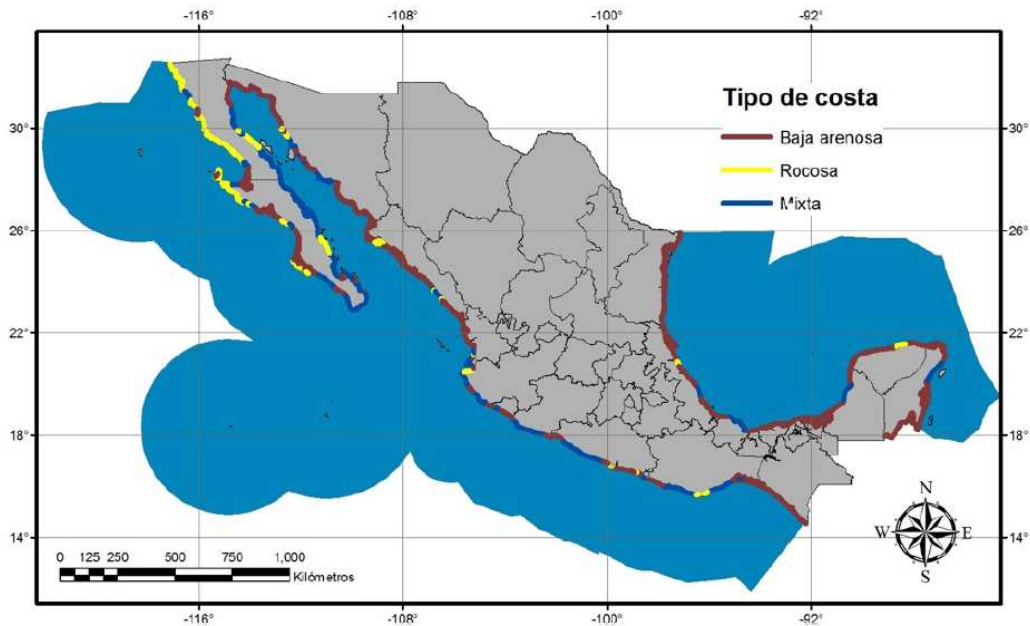 -116° -108° -100° -92°
Tipo de costa
Baja arenosa
Rocosa
Mixta
30° 30°
26° 26°
22° 22°
18° 18°
14° 14°
N
W E
S
0 125 250 500 750 1,000
Kilómetros
-116° -108° -100° -92°